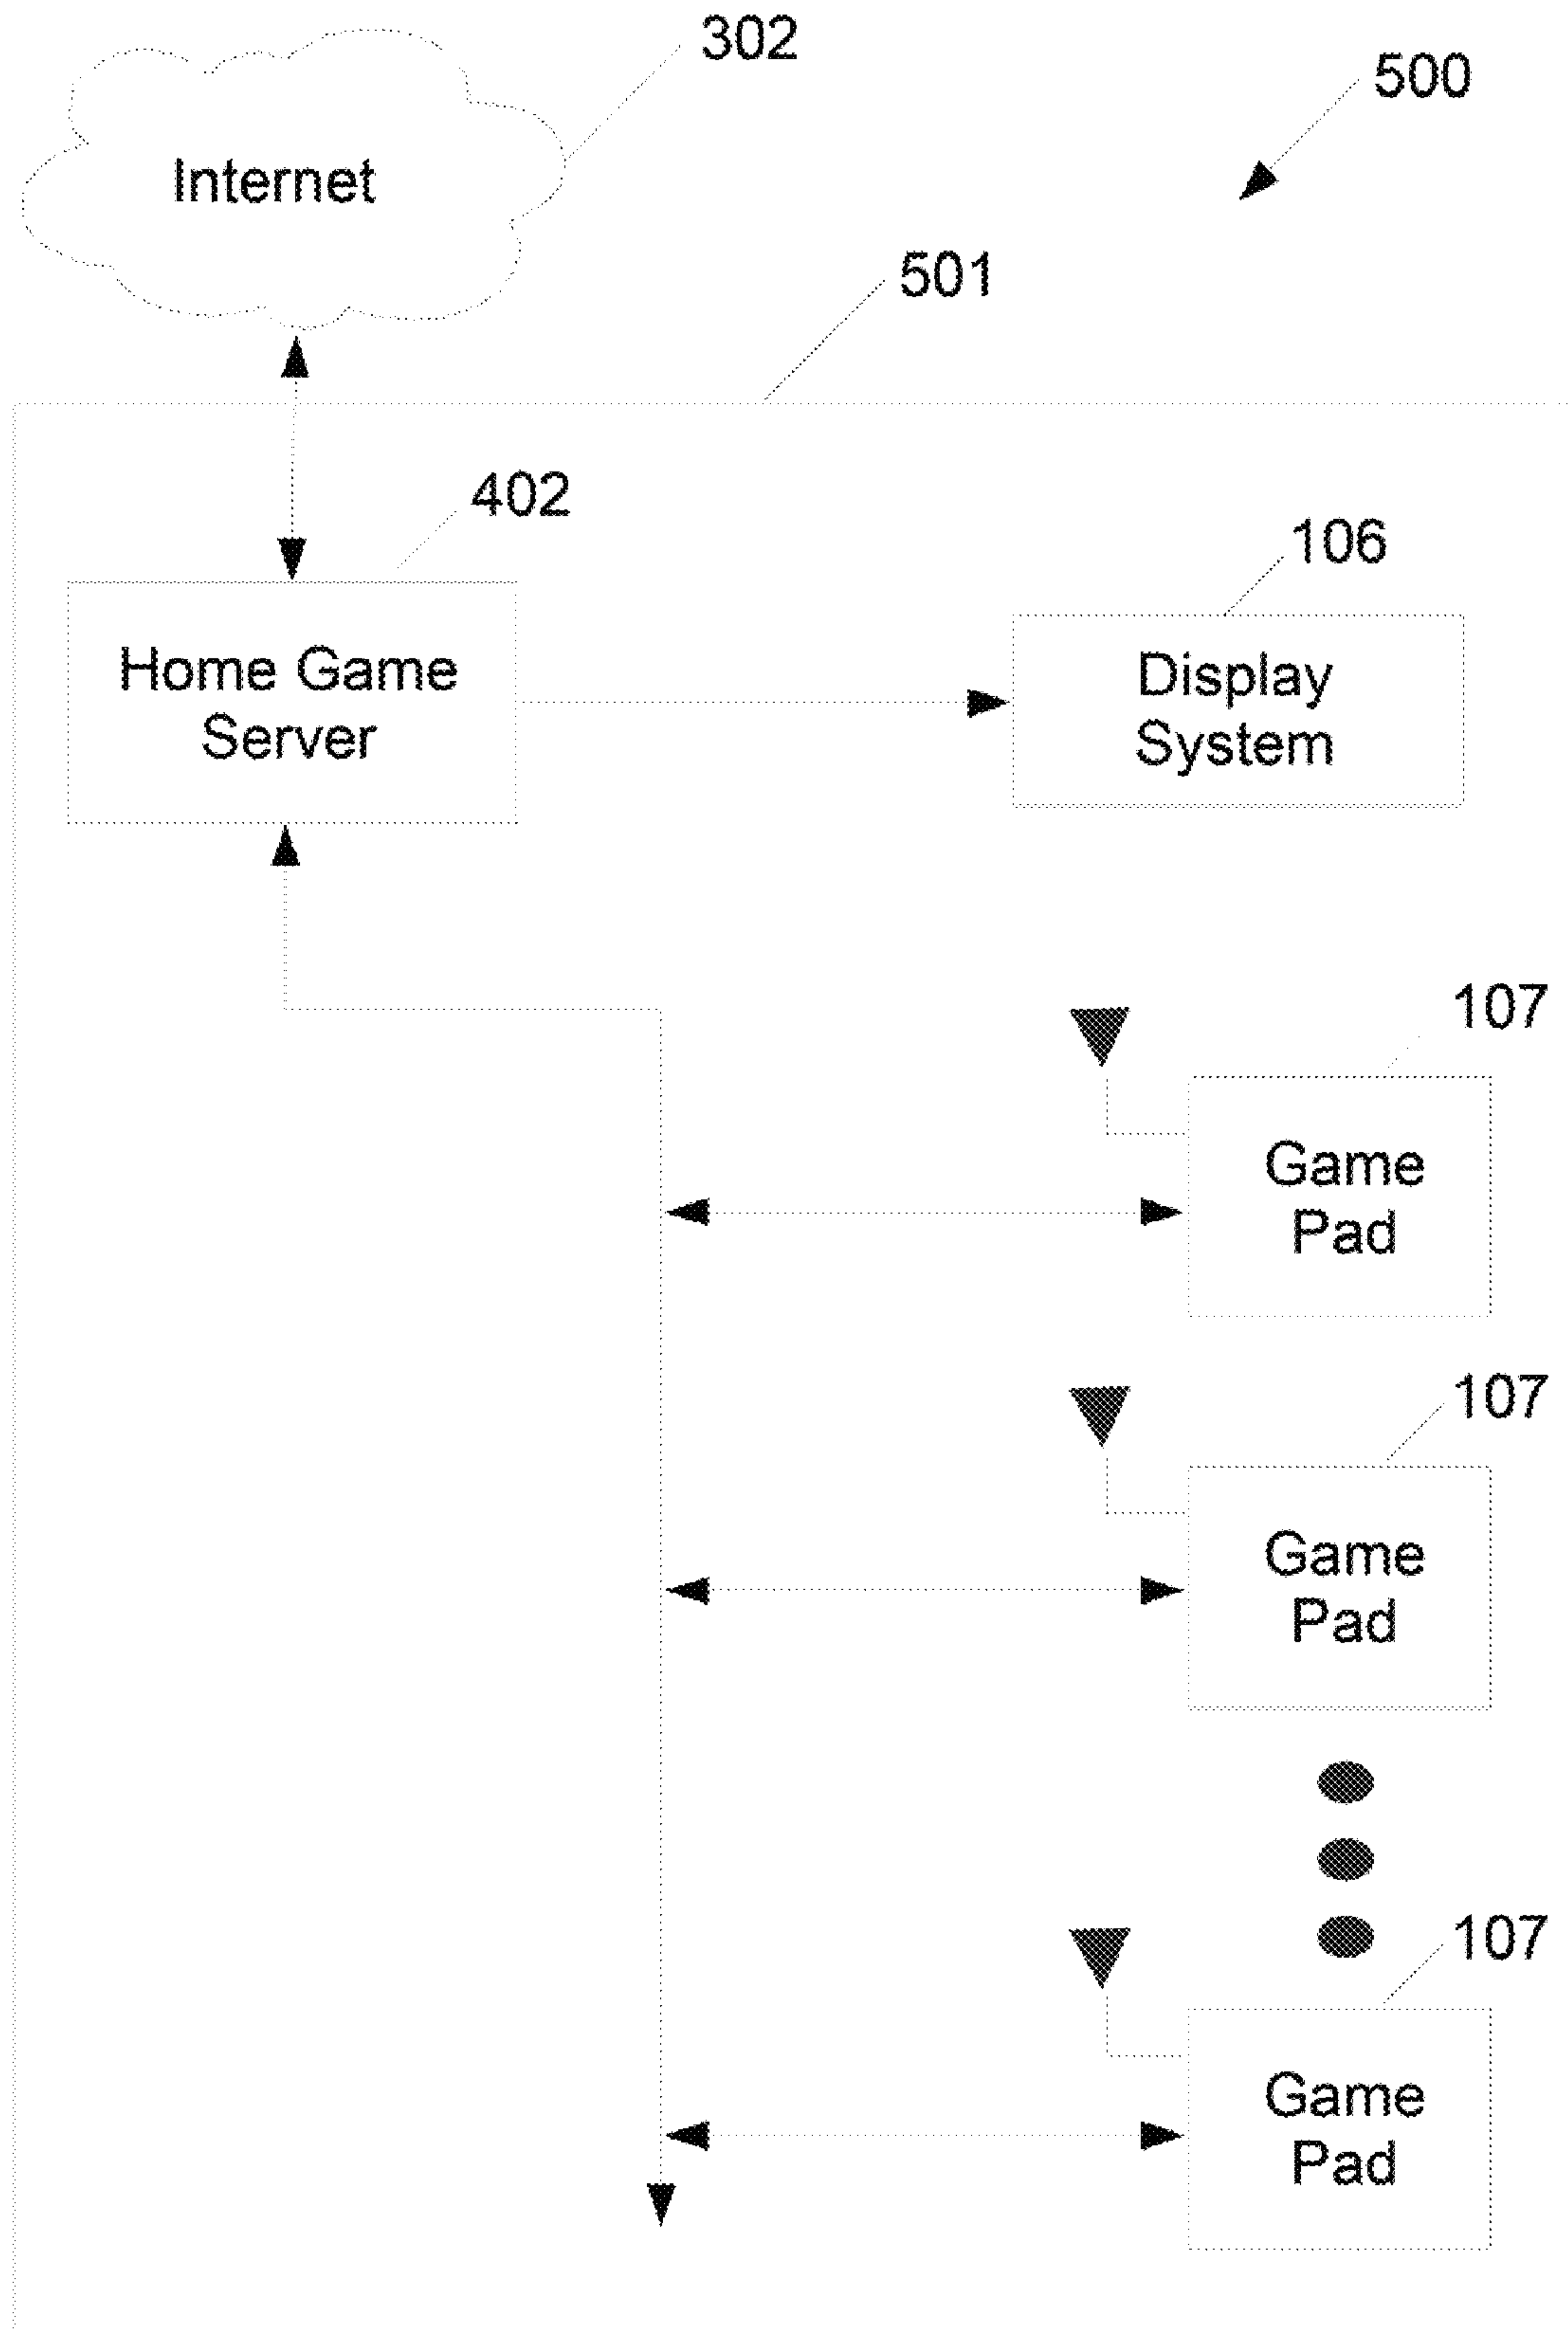 302
500
Internet
501
402
106
Home Game
Server
Display
System
107
Game
Pad
107
Game
Pad
107
Game
Pad